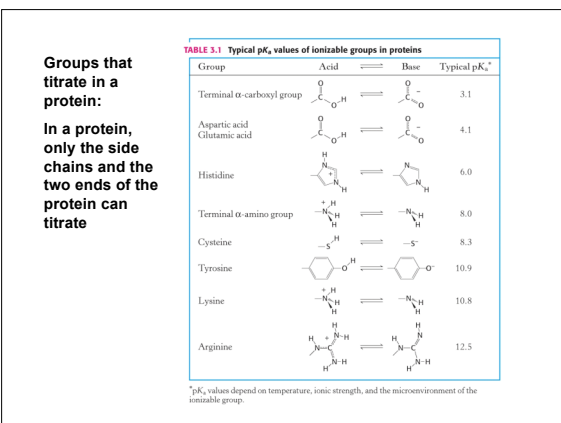 Groups that
titrate in a
protein:
In a protein,
only the side
chains and the
two ends of the
protein can
titrate
TABLE 3.1 Typical pKa values of ionizable groups in proteins
Group Acid ⇌ Base Typical pKa*
Terminal α-carboxyl group O C O H ⇌ O C O − 3.1
Aspartic acid
Glutamic acid O C O H ⇌ O C O − 4.1
Histidine H N + N H ⇌ N N H 6.0
Terminal α-amino group + N H H H ⇌ N H H 8.0
Cysteine S H ⇌ S− 8.3
Tyrosine O H ⇌ O− 10.9
Lysine + N H H H ⇌ N H H 10.8
Arginine H N C + H N H N H H ⇌ H N C H N N H H 12.5
*pKa values depend on temperature, ionic strength, and the microenvironment of the
ionizable group.